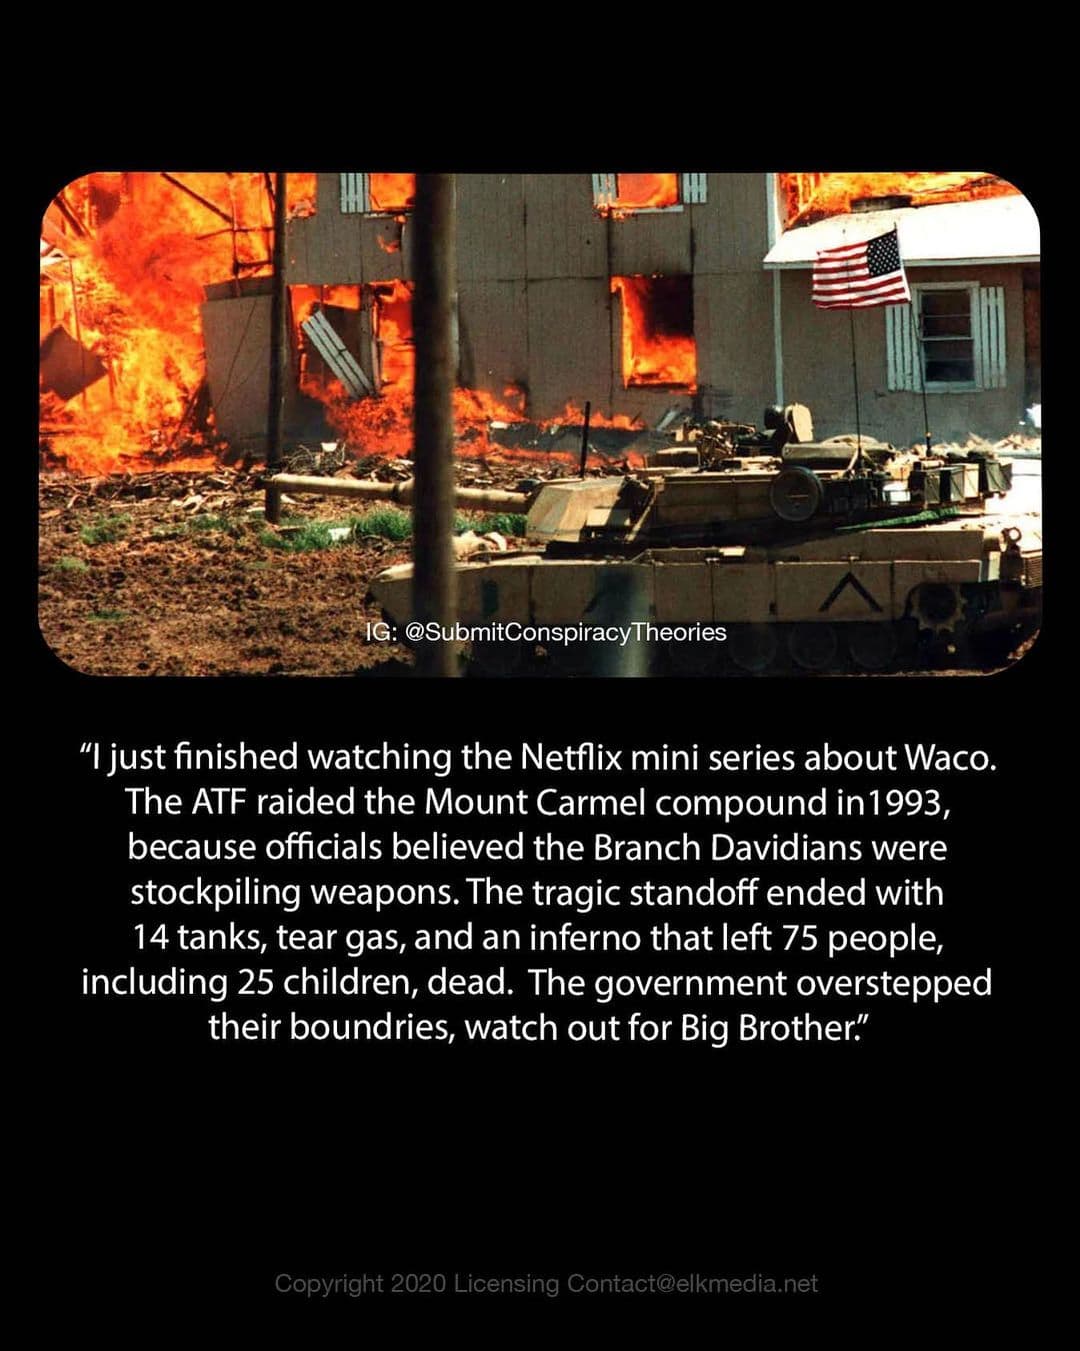 IG: @SubmitConspiracyTheories
“I just finished watching the Netflix mini series about Waco.
The ATF raided the Mount Carmel compound in1993,
because officials believed the Branch Davidians were
stockpiling weapons. The tragic standoff ended with
14 tanks, tear gas, and an inferno that left 75 people,
including 25 children, dead. The government overstepped
their boundries, watch out for Big Brother.”
Copyright 2020 Licensing Contact@elkmedia.net